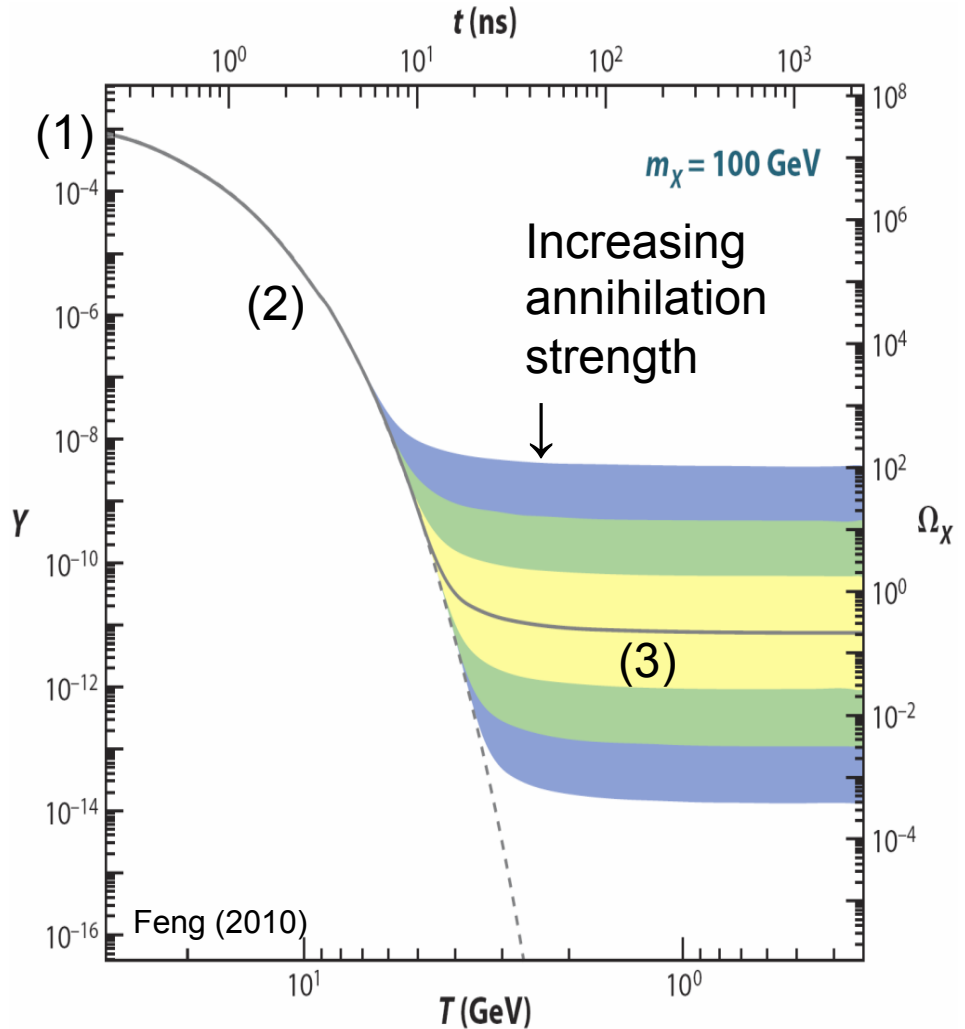 t (ns)
10⁰ 10¹ 10² 10³
(1)
m_X = 100 GeV
(2)
Increasing
annihilation
strength
↓
(3)
Y
10⁻⁴
10⁻⁶
10⁻⁸
10⁻¹⁰
10⁻¹²
10⁻¹⁴
10⁻¹⁶
Ω_X
10⁸
10⁶
10⁴
10²
10⁰
10⁻²
10⁻⁴
Feng (2010)
10¹ 10⁰
T (GeV)